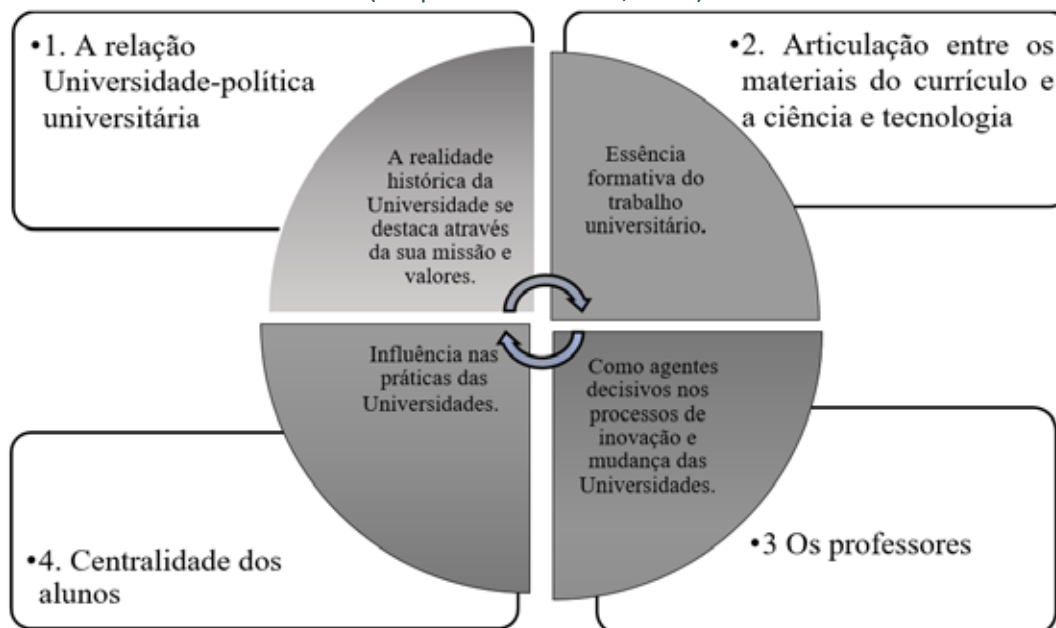 •1. A relação
Universidade-política
universitária
A realidade
histórica da
Universidade se
destaca através
da sua missão e
valores.
•2. Articulação entre os
materiais do currículo e
a ciência e tecnologia
Essência
formativa do
trabalho
universitário.
Influência nas
práticas das
Universidades.
•4. Centralidade dos
alunos
Como agentes
decisivos nos
processos de
inovação e
mudança das
Universidades.
•3 Os professores